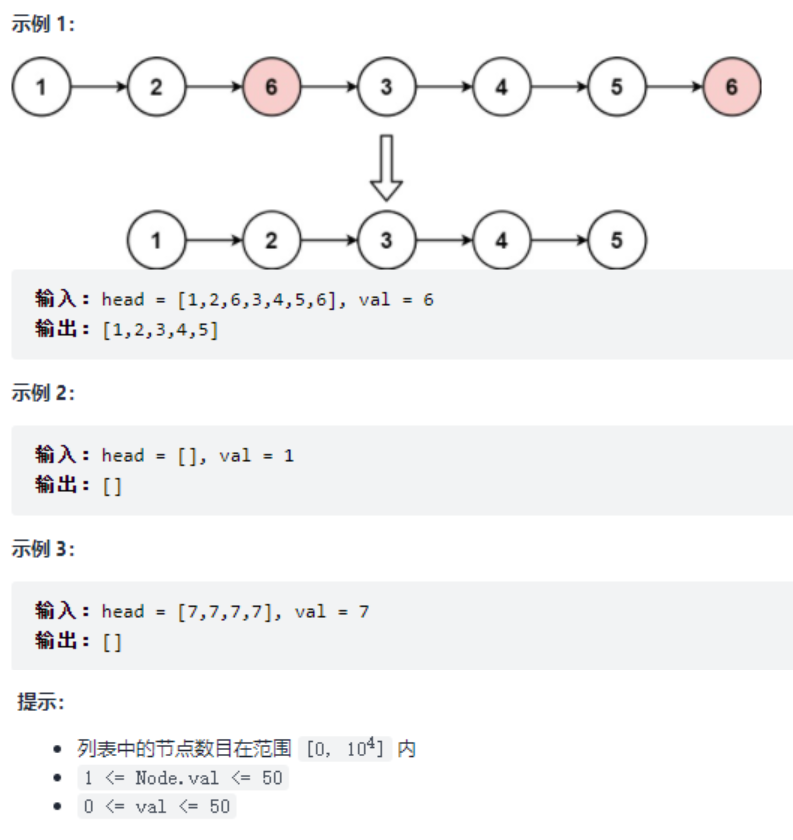 示例 1：
1 2 6 3 4 5 6
1 2 3 4 5
输入：head = [1,2,6,3,4,5,6], val = 6
输出：[1,2,3,4,5]
示例 2：
输入：head = [], val = 1
输出：[]
示例 3：
输入：head = [7,7,7,7], val = 7
输出：[]
提示：
列表中的节点数目在范围 [0, 10⁴] 内
1 <= Node.val <= 50
0 <= val <= 50